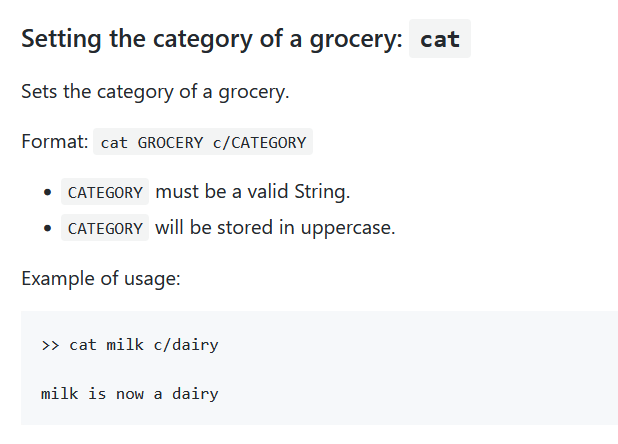 Setting the category of a grocery: cat
Sets the category of a grocery.
Format: cat GROCERY c/CATEGORY
• CATEGORY must be a valid String.
• CATEGORY will be stored in uppercase.
Example of usage:
>> cat milk c/dairy
milk is now a dairy